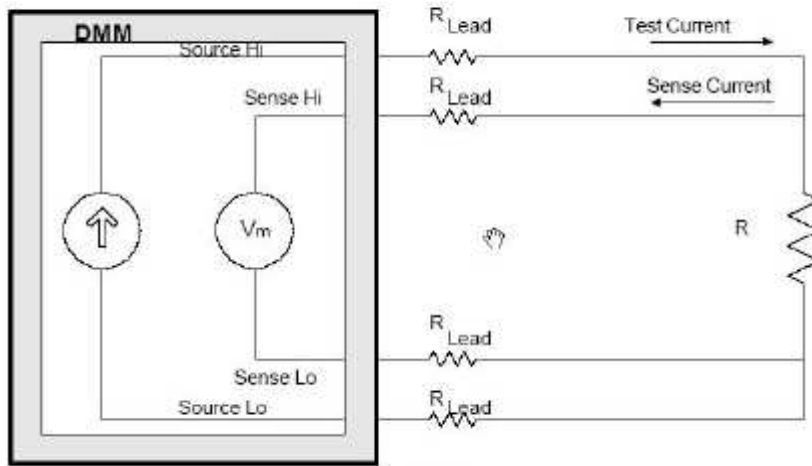 DMM
Source Hi
R Lead
Test Current
Sense Hi
R Lead
Sense Current
Vm
R
R Lead
Sense Lo
Source Lo
R Lead